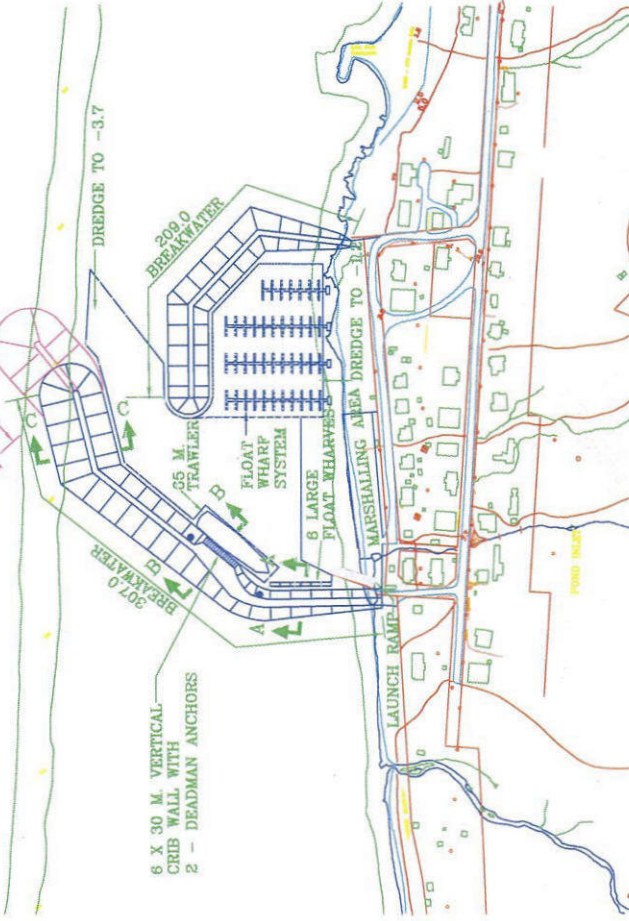 DREDGE TO -3.7
209.0
BREAKWATER
C
C
35 M.
TRAWLER
B
B
FLOAT
WHARF
SYSTEM
307.0
BREAKWATER
6 LARGE
FLOAT WHARVES
A
A
6 X 30 M. VERTICAL
CRIB WALL WITH
2 - DEADMAN ANCHORS
MARSHALLING AREA DREDGE TO -1.2
LAUNCH RAMP
POND INLET